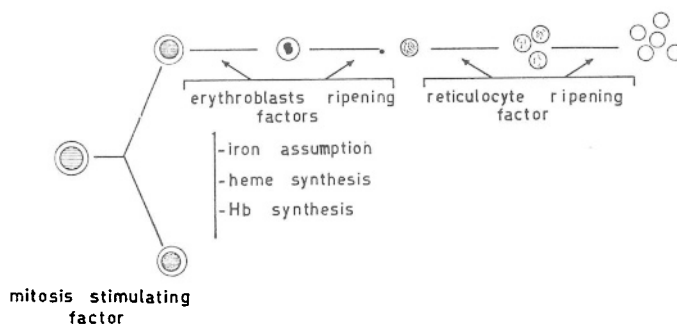 erythroblasts ripening
factors
-iron assumption
-heme synthesis
-Hb synthesis
reticulocyte ripening
factor
mitosis stimulating
factor